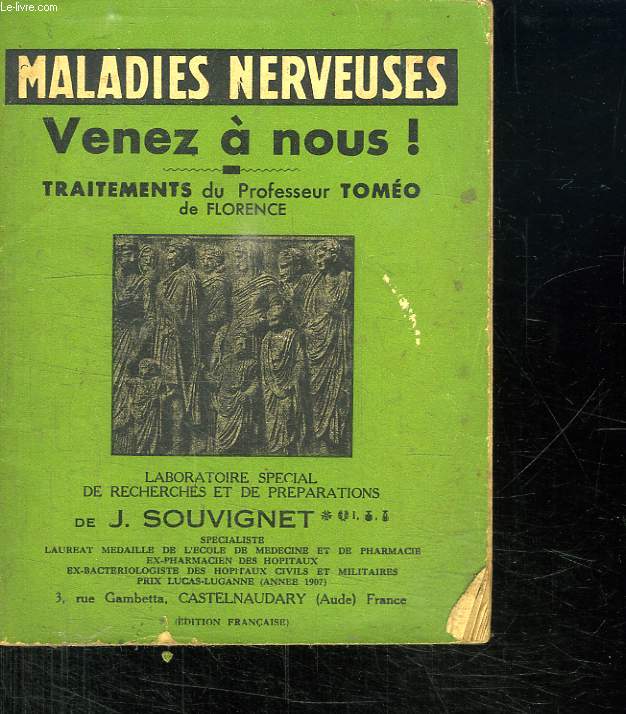 Le-livre.com
MALADIES NERVEUSES
Venez à nous !
TRAITEMENTS du Professeur TOMÉO
de FLORENCE
LABORATOIRE SPECIAL
DE RECHERCHES ET DE PREPARATIONS
DE J. SOUVIGNET
SPECIALISTE
LAUREAT MEDAILLE DE L'ECOLE DE MEDECINE ET DE PHARMACIE
EX-PHARMACIEN DES HOPITAUX
EX-BACTERIOLOGISTE DES HOPITAUX CIVILS ET MILITAIRES
PRIX LUCAS-LUGANNE (ANNEE 1907)
3, rue Gambetta, CASTELNAUDARY (Aude) France
(EDITION FRANÇAISE)